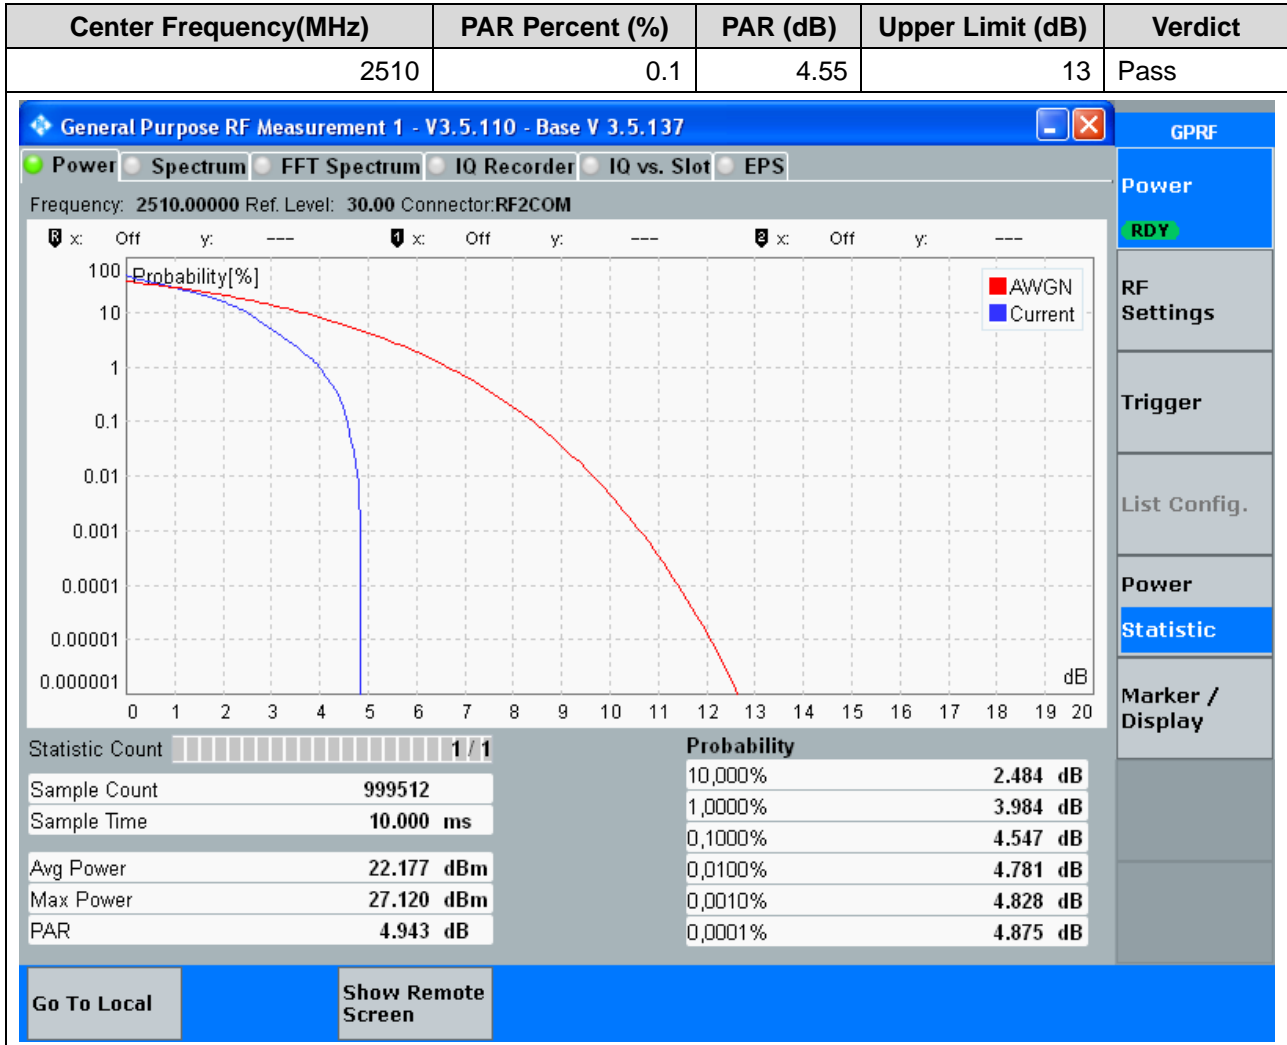 Center Frequency(MHz) PAR Percent (%) PAR (dB) Upper Limit (dB) Verdict
2510 0.1 4.55 13 Pass
General Purpose RF Measurement 1 - V3.5.110 - Base V 3.5.137
GPRF
Power Spectrum FFT Spectrum IQ Recorder IQ vs. Slot EPS
Frequency: 2510.00000 Ref. Level: 30.00 Connector:RF2COM
R x: Off y: --- 1 x: Off y: --- 2 x: Off y: ---
Power
RDY
RF
Settings
Trigger
List Config.
Power
Statistic
Marker /
Display
Probability[%]
AWGN
Current
100
10
1
0.1
0.01
0.001
0.0001
0.00001
0.000001
dB
0 1 2 3 4 5 6 7 8 9 10 11 12 13 14 15 16 17 18 19 20
Statistic Count 1 / 1
Sample Count 999512
Sample Time 10.000 ms
Avg Power 22.177 dBm
Max Power 27.120 dBm
PAR 4.943 dB
Probability
10,000% 2.484 dB
1,0000% 3.984 dB
0,1000% 4.547 dB
0,0100% 4.781 dB
0,0010% 4.828 dB
0,0001% 4.875 dB
Go To Local
Show Remote
Screen